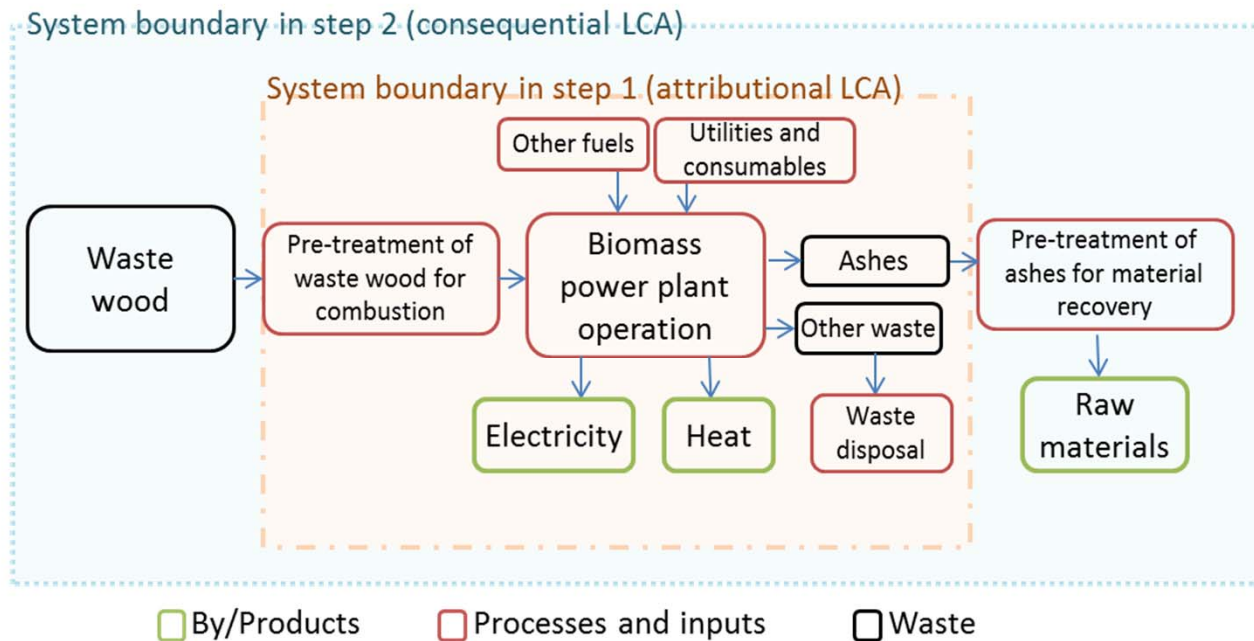 System boundary in step 2 (consequential LCA)
System boundary in step 1 (attributional LCA)
Other fuels
Utilities and
consumables
Waste
wood
Pre-treatment of
waste wood for
combustion
Biomass
power plant
operation
Ashes
Other waste
Pre-treatment of
ashes for material
recovery
Electricity
Heat
Waste
disposal
Raw
materials
By/Products
Processes and inputs
Waste